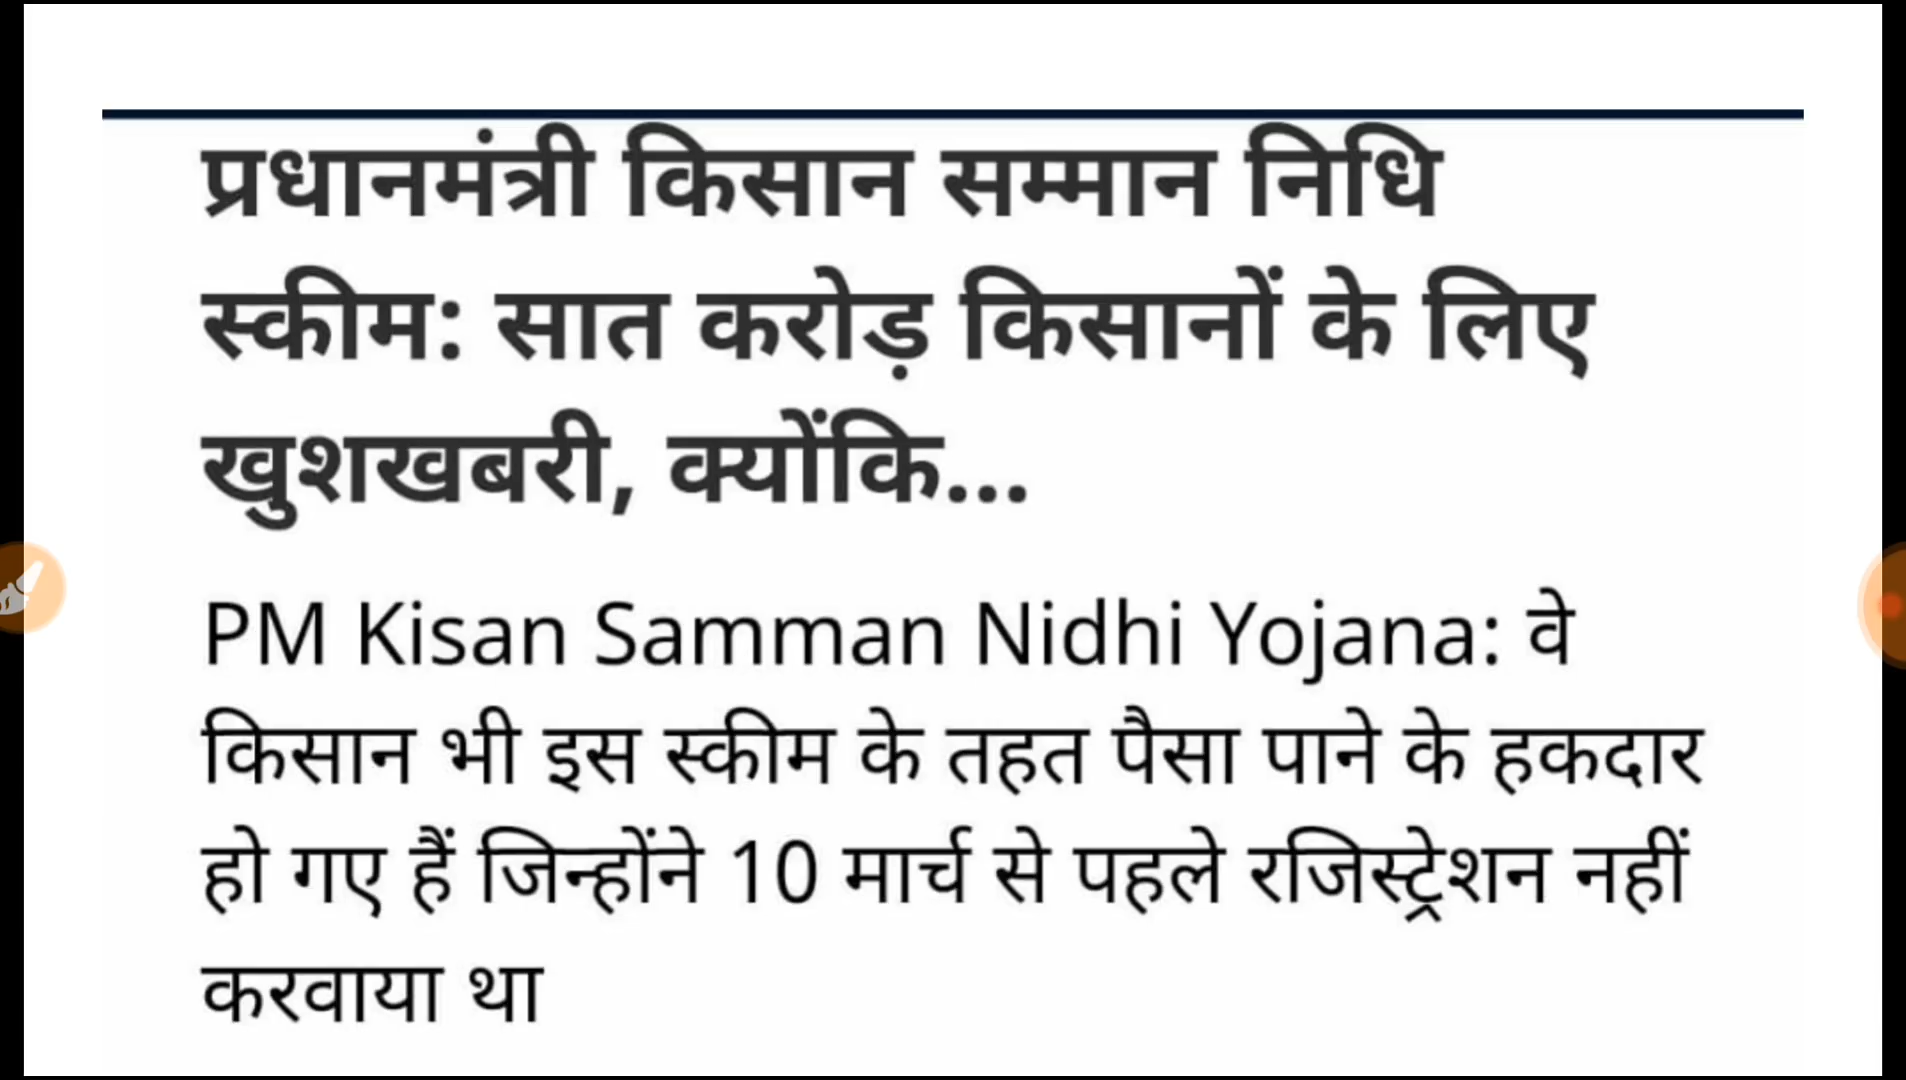 प्रधानमंत्री किसान सम्मान निधि
स्कीम: सात करोड़ किसानों के लिए
खुशखबरी, क्योंकि...
PM Kisan Samman Nidhi Yojana: वे
किसान भी इस स्कीम के तहत पैसा पाने के हकदार
हो गए हैं जिन्होंने 10 मार्च से पहले रजिस्ट्रेशन नहीं
करवाया था